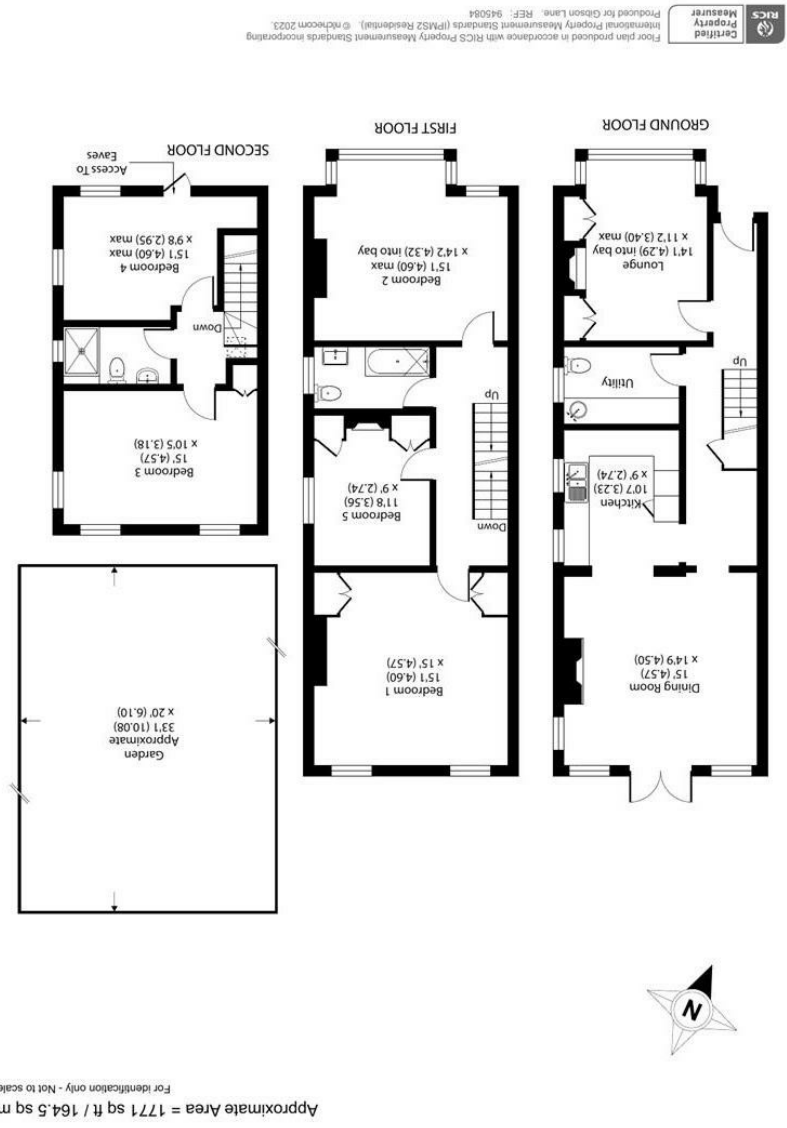 Approximate Area = 1771 sq ft / 164.5 sq m
For identification only - Not to scale
N
Garden
Approximate
33'1 (10.08)
x 20' (6.10)
Dining Room
15' (4.57)
x 14'9 (4.50)
Kitchen
10'7 (3.23)
x 9' (2.74)
Up
Utility
Lounge
14'1 (4.29) into bay
x 11'2 (3.40) max
GROUND FLOOR
Bedroom 1
15'1 (4.60)
x 15' (4.57)
Down
Bedroom 5
11'8 (3.56)
x 9' (2.74)
Up
Bedroom 2
15'1 (4.60) max
x 14'2 (4.32) into bay
FIRST FLOOR
Bedroom 3
15' (4.57)
x 10'5 (3.18)
Down
Bedroom 4
15'1 (4.60) max
x 9'8 (2.95) max
Access To
Eaves
SECOND FLOOR
RICS
Certified
Property
Measurer
Floor plan produced in accordance with RICS Property Measurement Standards incorporating
International Property Measurement Standards (IPMS2 Residential). © nichecom 2023.
Produced for Gibson Lane. REF: 945084